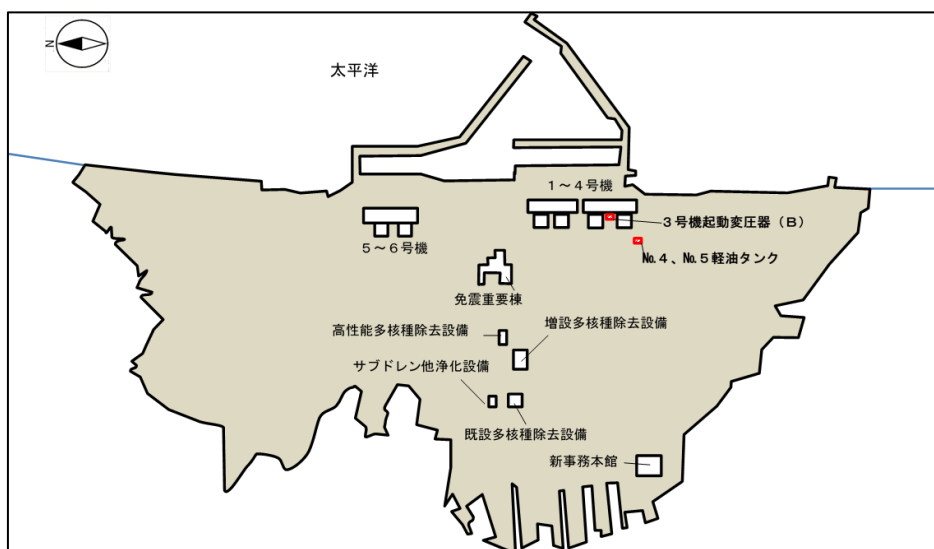 N
太平洋
１～４号機
３号機起動変圧器（Ｂ）
５～６号機
№４、№５軽油タンク
免震重要棟
高性能多核種除去設備
増設多核種除去設備
サブドレン他浄化設備
既設多核種除去設備
新事務本館